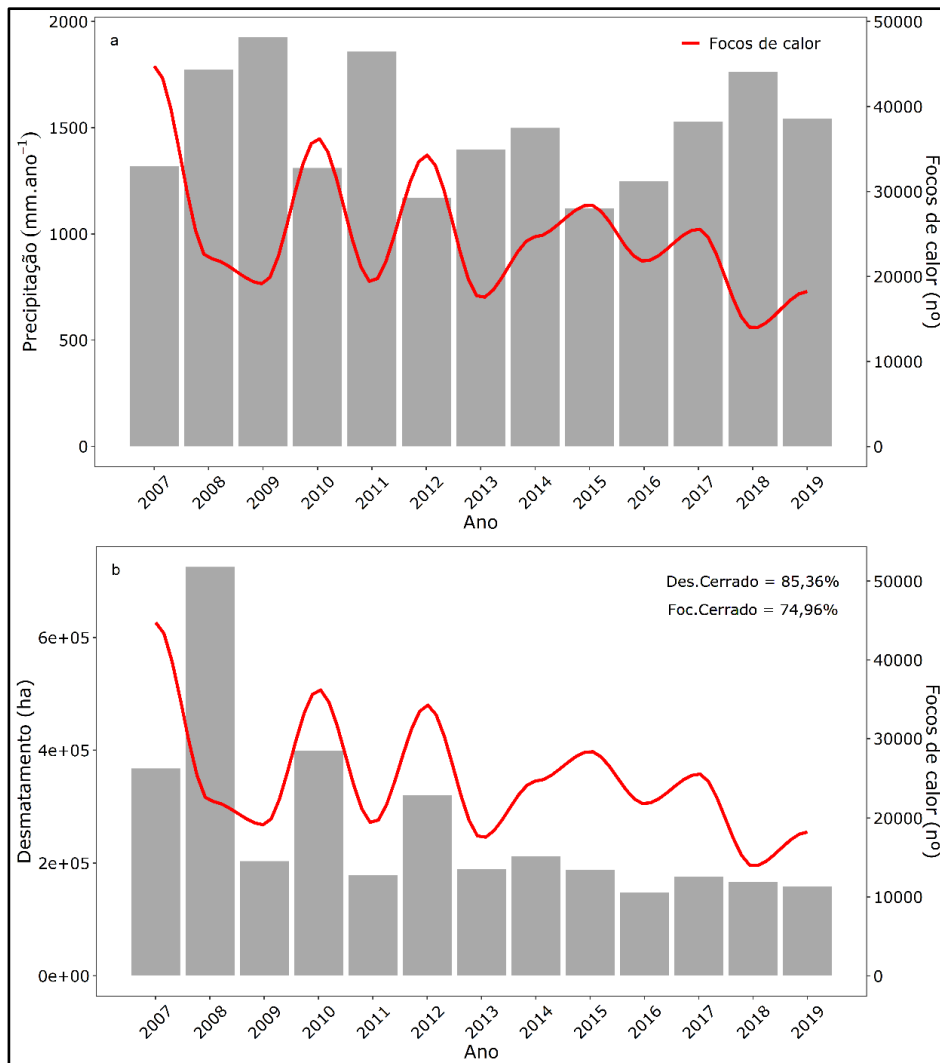 a
Focos de calor
Precipitação (mm.ano⁻¹)
2000
1500
1000
500
0
Focos de calor (nº)
50000
40000
30000
20000
10000
0
2007 2008 2009 2010 2011 2012 2013 2014 2015 2016 2017 2018 2019
Ano
b
Des.Cerrado = 85,36%
Foc.Cerrado = 74,96%
Desmatamento (ha)
6e+05
4e+05
2e+05
0e+00
Focos de calor (nº)
50000
40000
30000
20000
10000
0
2007 2008 2009 2010 2011 2012 2013 2014 2015 2016 2017 2018 2019
Ano